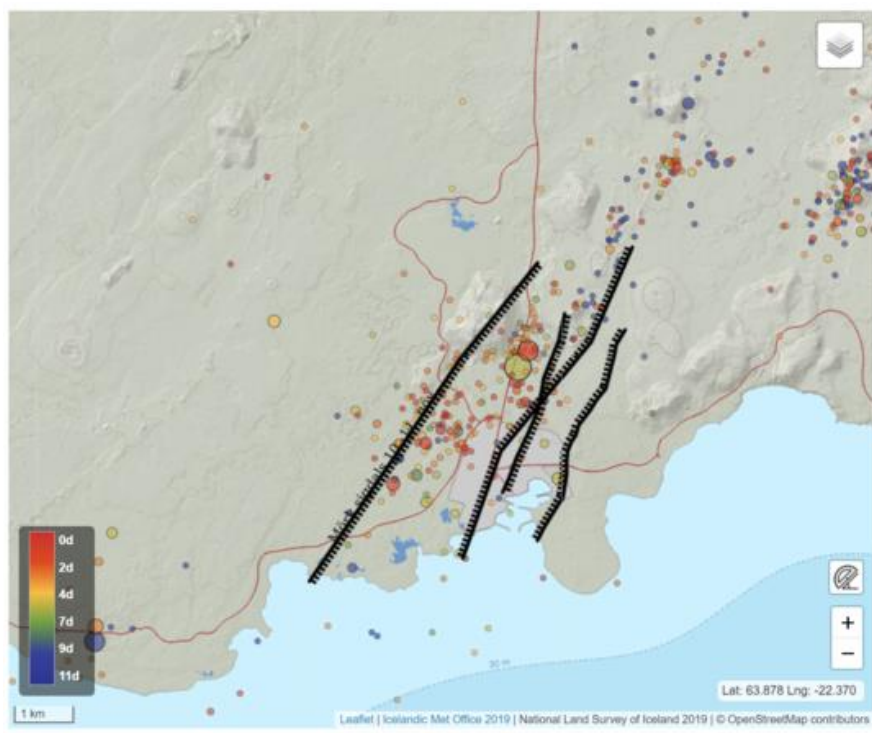 0d
2d
4d
7d
9d
11d
30 m
+
−
Lat: 63.878 Lng: -22.370
1 km
Leaflet | Icelandic Met Office 2019 | National Land Survey of Iceland 2019 | © OpenStreetMap contributors